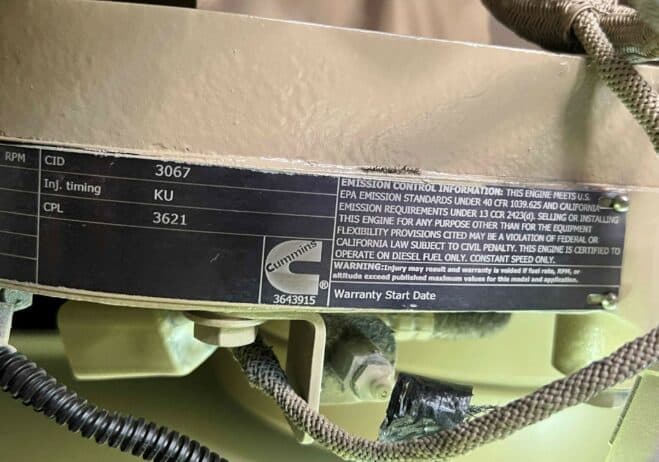 RPM
CID 3067
Inj. timing KU
CPL 3621
EMISSION CONTROL INFORMATION: THIS ENGINE MEETS U.S.
EPA EMISSION STANDARDS UNDER 40 CFR 1039.625 AND CALIFORNIA
EMISSION REQUIREMENTS UNDER 13 CCR 2423(d). SELLING OR INSTALLING
THIS ENGINE FOR ANY PURPOSE OTHER THAN FOR THE EQUIPMENT
FLEXIBILITY PROVISIONS CITED MAY BE A VIOLATION OF FEDERAL OR
CALIFORNIA LAW SUBJECT TO CIVIL PENALTY. THIS ENGINE IS CERTIFIED TO
OPERATE ON DIESEL FUEL ONLY. CONSTANT SPEED ONLY.
WARNING: Injury may result and warranty is voided if fuel rate, RPM, or
altitude exceed published maximum values for this model and application.
Cummins ®
3643915
Warranty Start Date